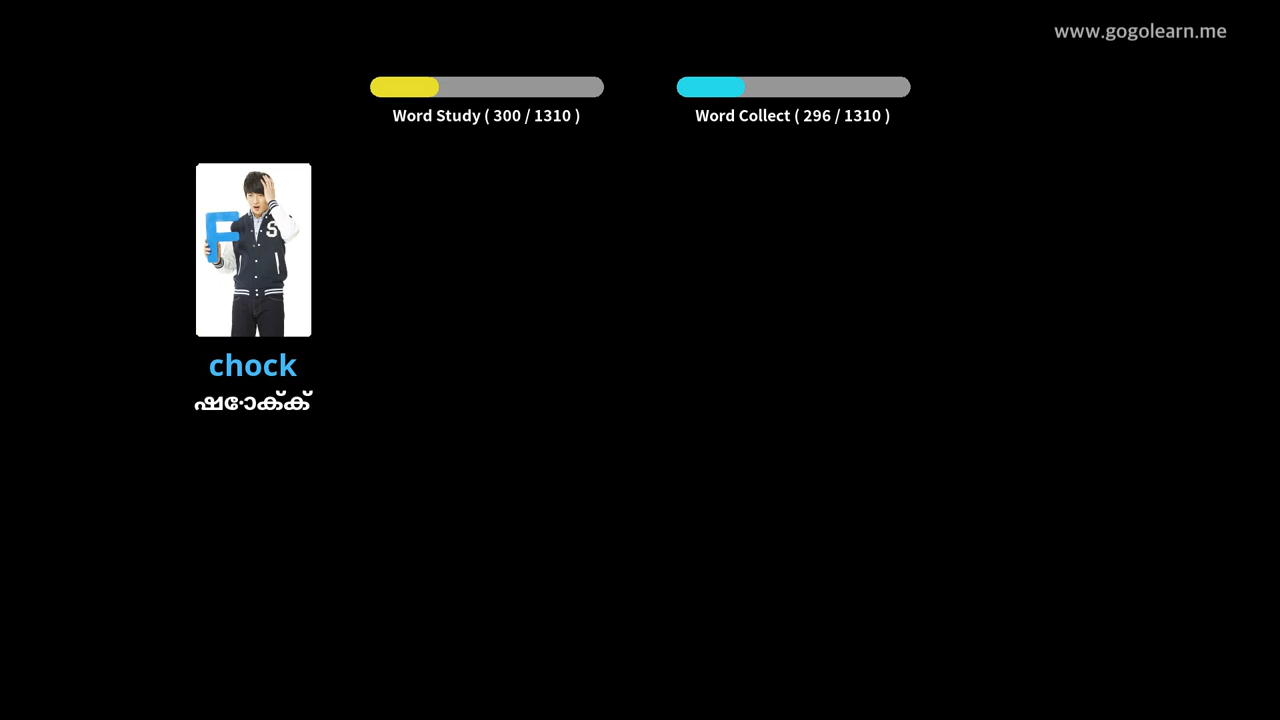 www.gogolearn.me
Word Study ( 300 / 1310 )
Word Collect ( 296 / 1310 )
F
S
chock
ഷോക്ക്